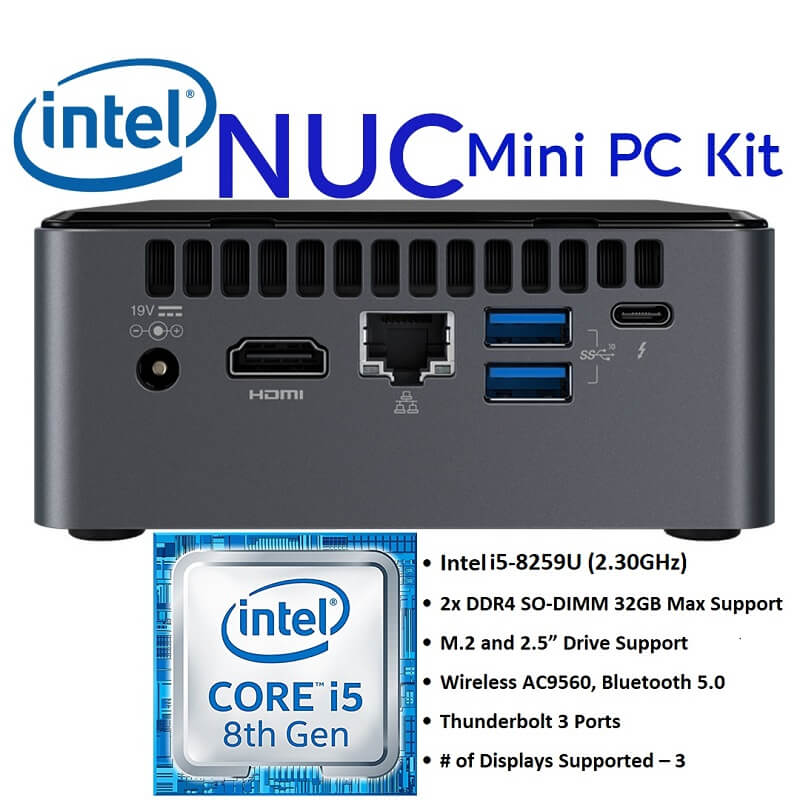 intel NUC Mini PC Kit
19V
HDMI
SS 10
intel
CORE™ i5
8th Gen
• Intel i5-8259U (2.30GHz)
• 2x DDR4 SO-DIMM 32GB Max Support
• M.2 and 2.5” Drive Support
• Wireless AC9560, Bluetooth 5.0
• Thunderbolt 3 Ports
• # of Displays Supported – 3